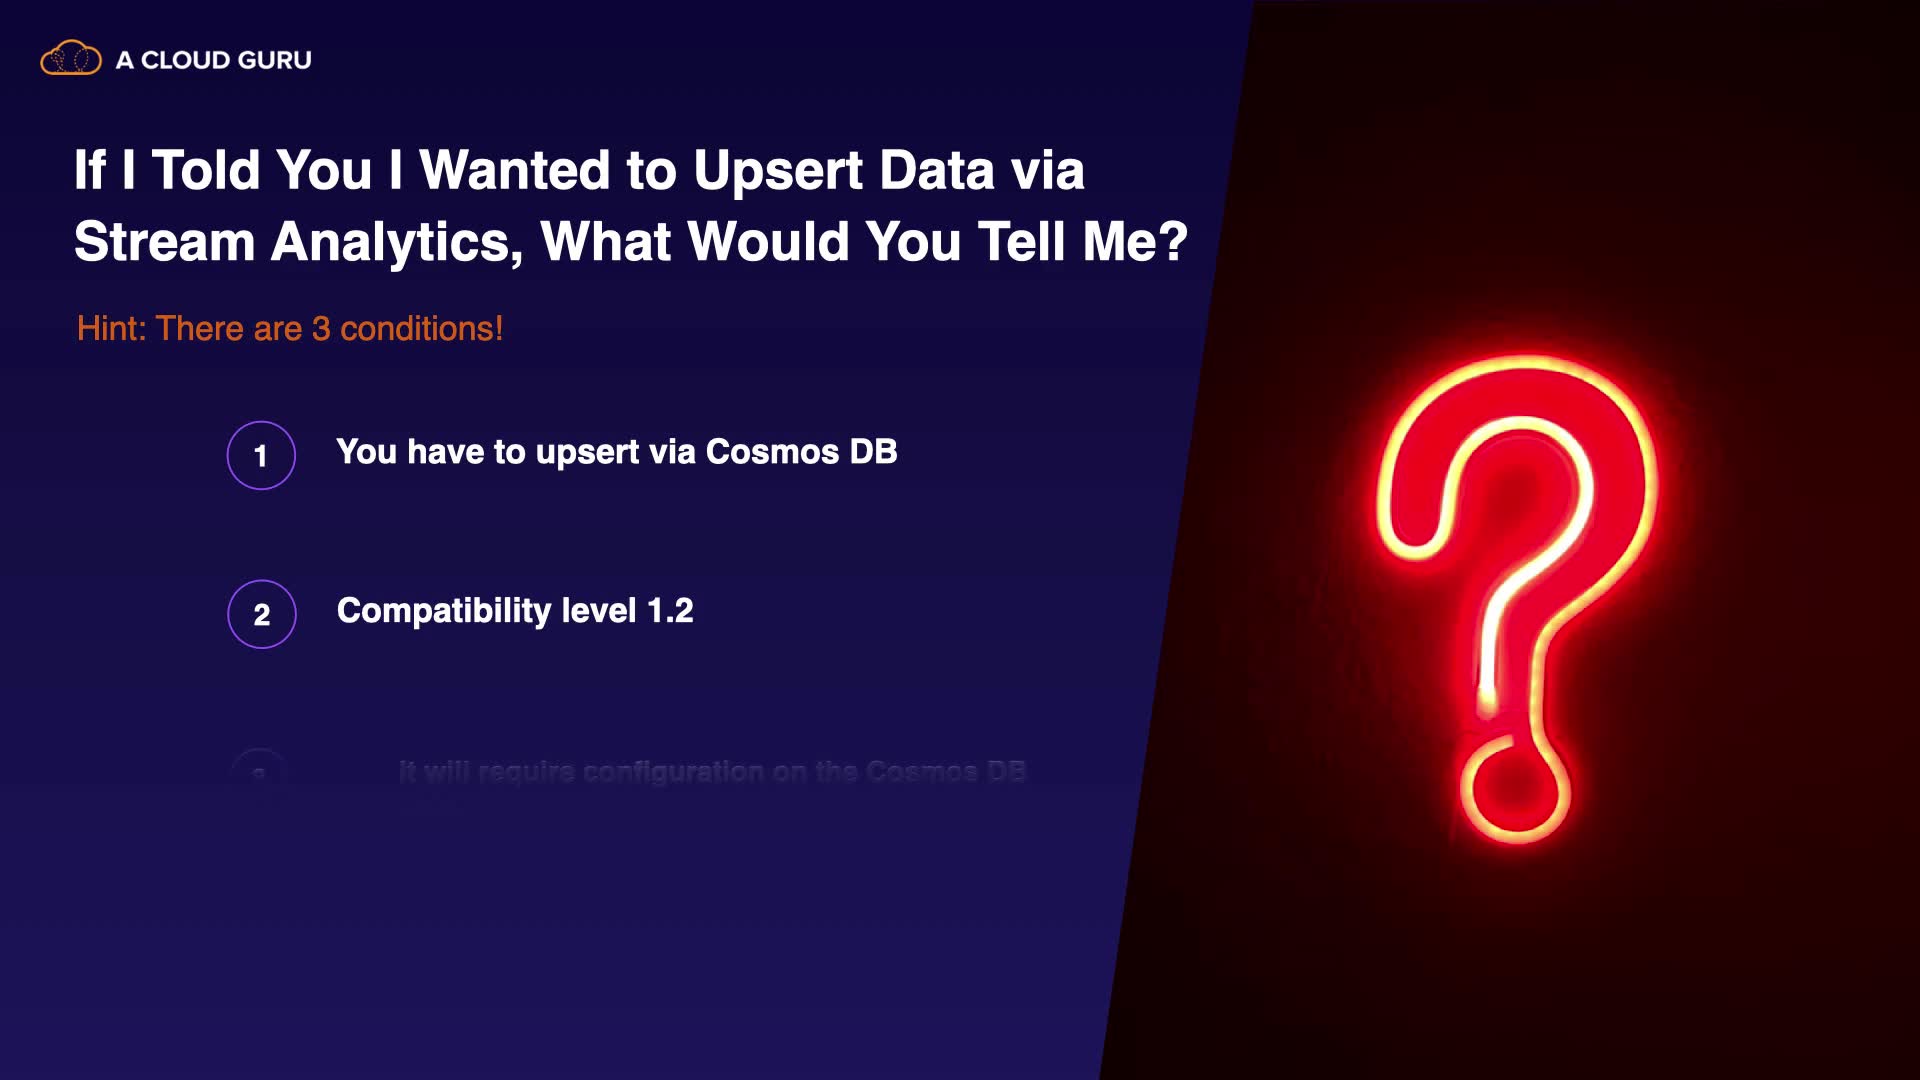 A CLOUD GURU
If I Told You I Wanted to Upsert Data via
Stream Analytics, What Would You Tell Me?
Hint: There are 3 conditions!
1 You have to upsert via Cosmos DB
2 Compatibility level 1.2
It will require configuration on the Cosmos DB